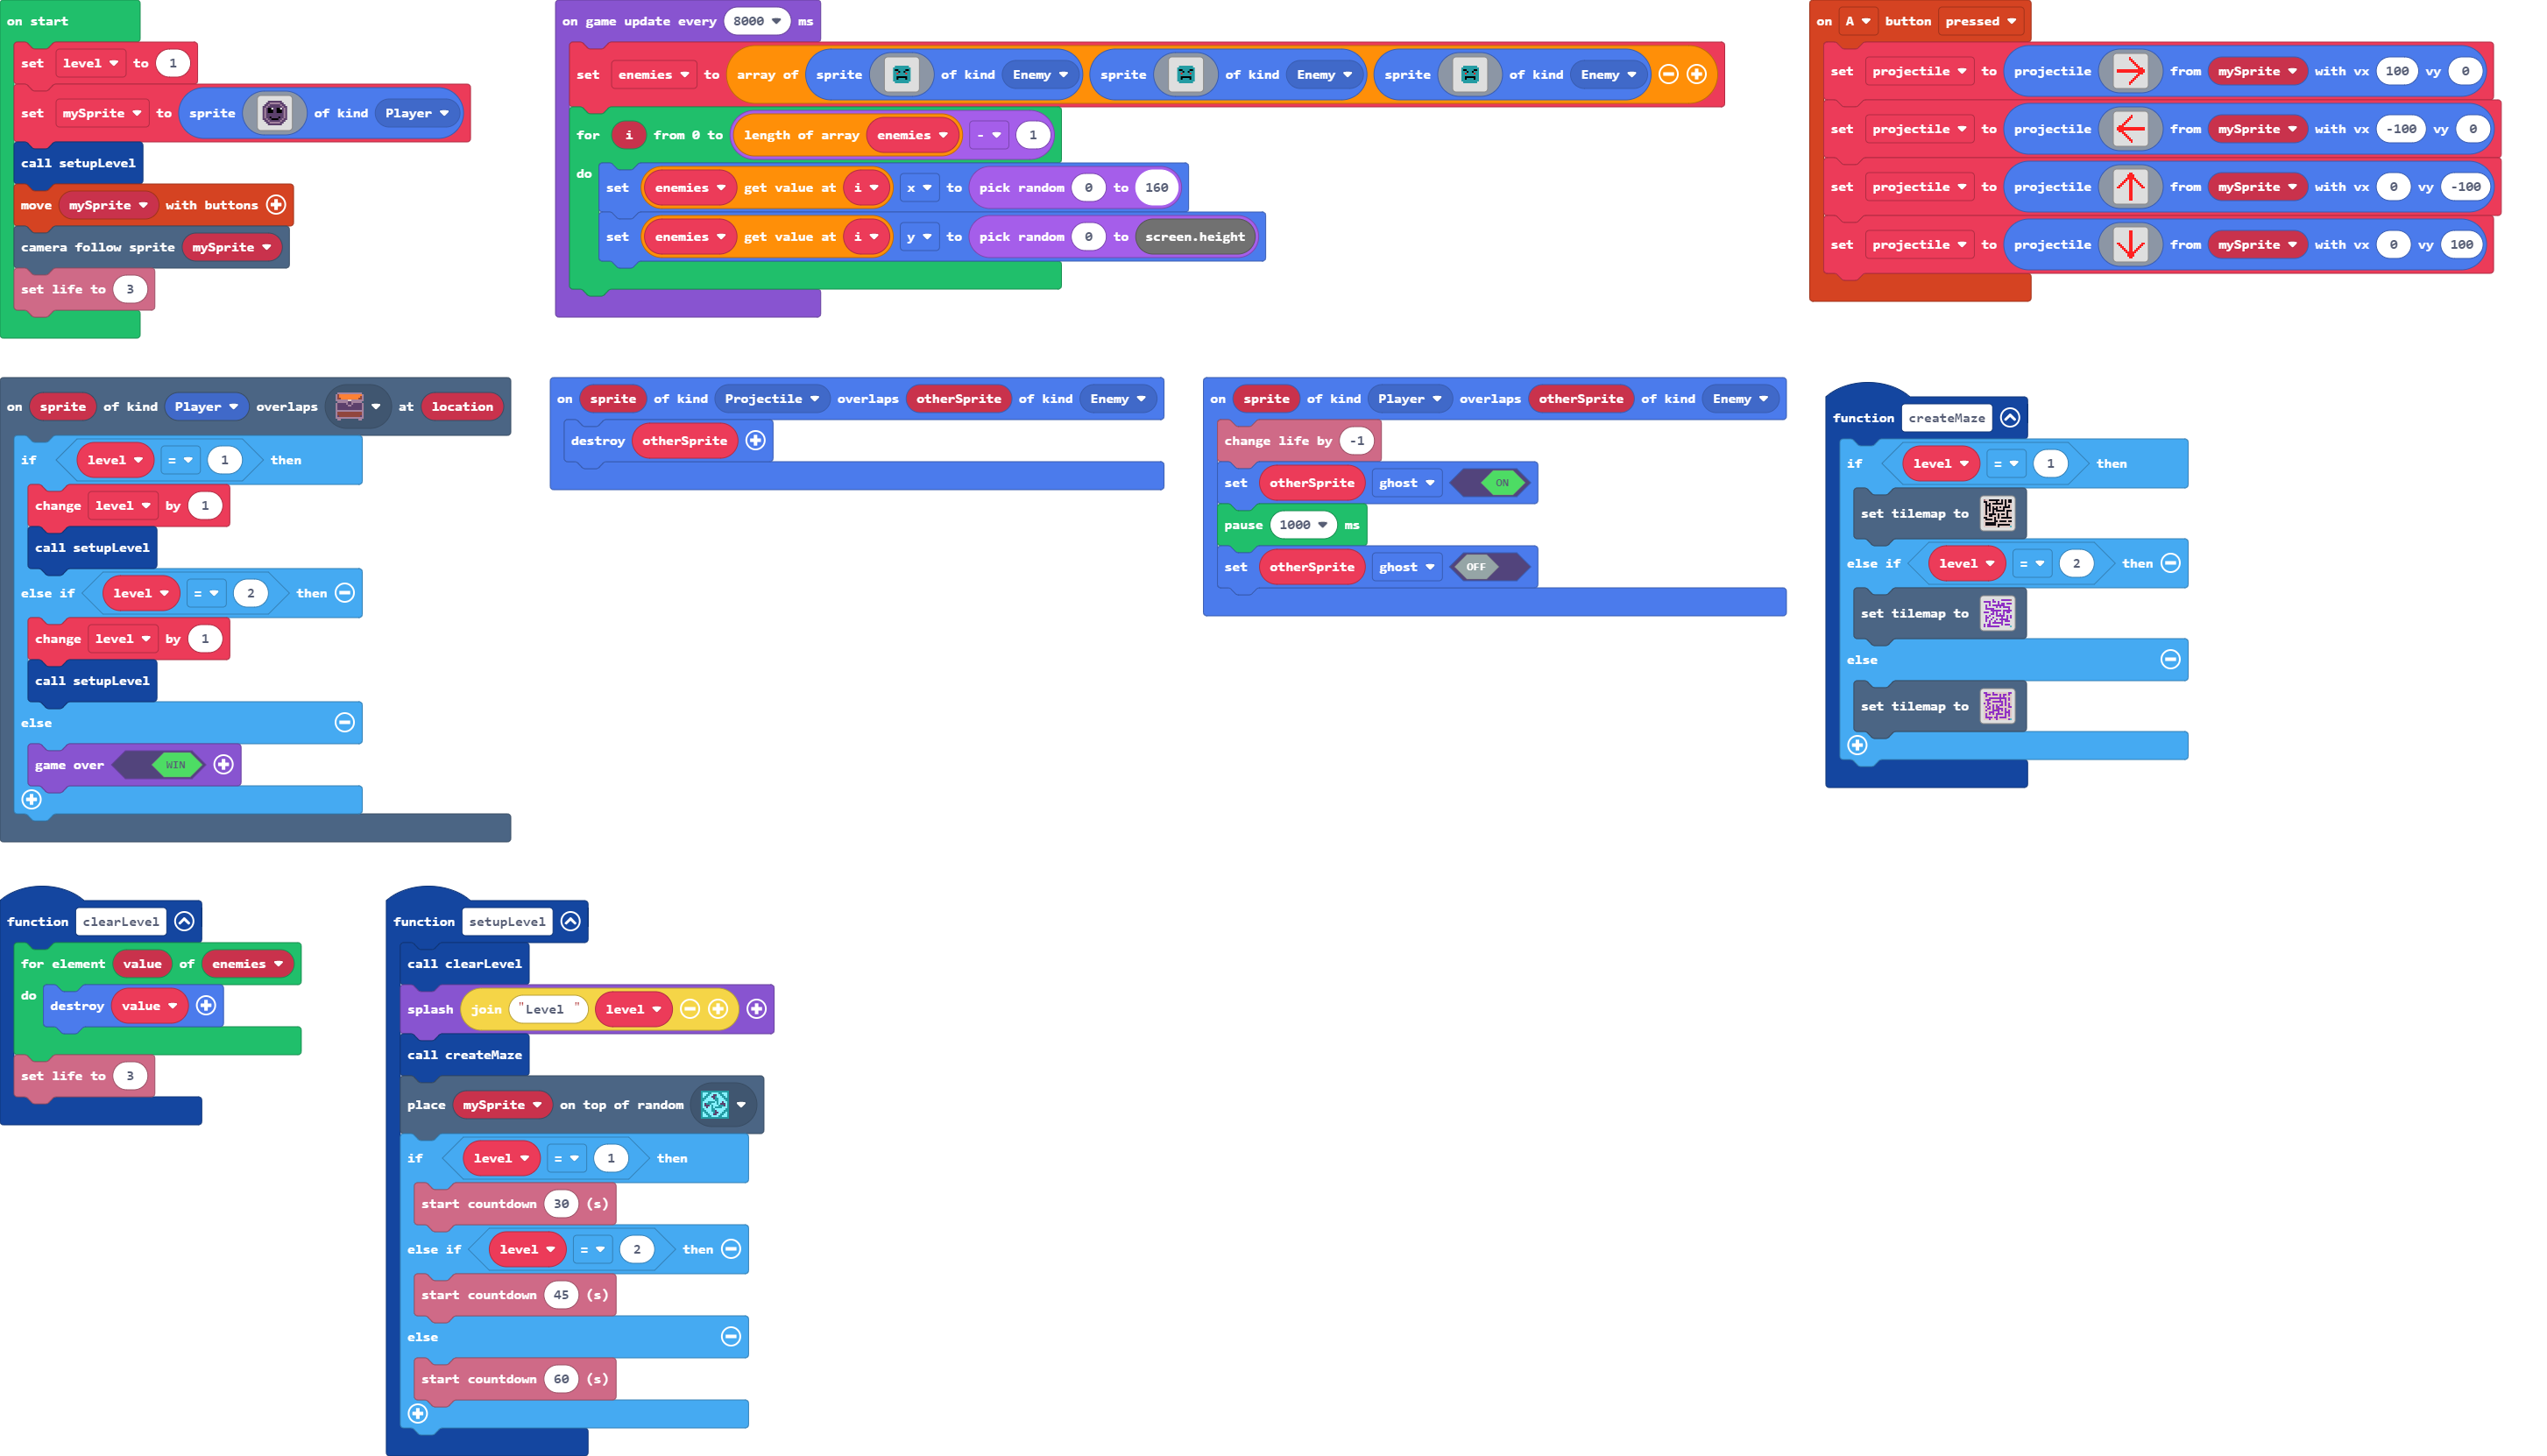 on start
set level to 1
set mySprite to sprite of kind Player
call setupLevel
move mySprite with buttons
camera follow sprite mySprite
set life to 3
on game update every 8000 ms
set enemies to array of sprite of kind Enemy sprite of kind Enemy sprite of kind Enemy
for i from 0 to length of array enemies - 1
do
set enemies get value at i x to pick random 0 to 160
set enemies get value at i y to pick random 0 to screen.height
on A button pressed
set projectile to projectile from mySprite with vx 100 vy 0
set projectile to projectile from mySprite with vx -100 vy 0
set projectile to projectile from mySprite with vx 0 vy -100
set projectile to projectile from mySprite with vx 0 vy 100
on sprite of kind Player overlaps at location
if level = 1 then
change level by 1
call setupLevel
else if level = 2 then
change level by 1
call setupLevel
else
game over WIN
on sprite of kind Projectile overlaps otherSprite of kind Enemy
destroy otherSprite
on sprite of kind Player overlaps otherSprite of kind Enemy
change life by -1
set otherSprite ghost ON
pause 1000 ms
set otherSprite ghost OFF
function createMaze
if level = 1 then
set tilemap to
else if level = 2 then
set tilemap to
else
set tilemap to
function clearLevel
for element value of enemies
do destroy value
set life to 3
function setupLevel
call clearLevel
splash join "Level " level
call createMaze
place mySprite on top of random
if level = 1 then
start countdown 30 (s)
else if level = 2 then
start countdown 45 (s)
else
start countdown 60 (s)